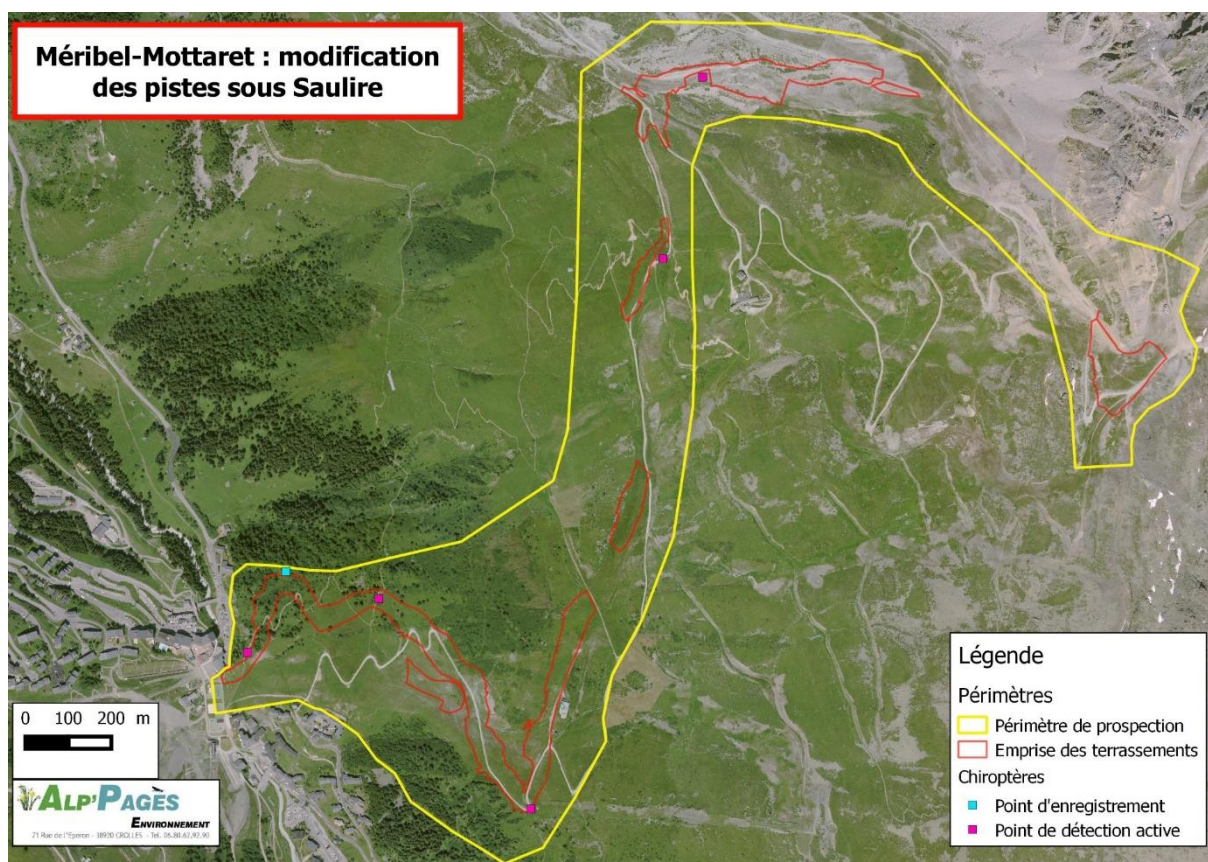 Méribel-Mottaret : modification
des pistes sous Saulire
0 100 200 m
ALP'PAGÈS
ENVIRONNEMENT
21 Rue de l'Eperon - 38920 CROLLES - Tel. 06.84.62.92.90
Légende
Périmètres
Périmètre de prospection
Emprise des terrassements
Chiroptères
Point d'enregistrement
Point de détection active